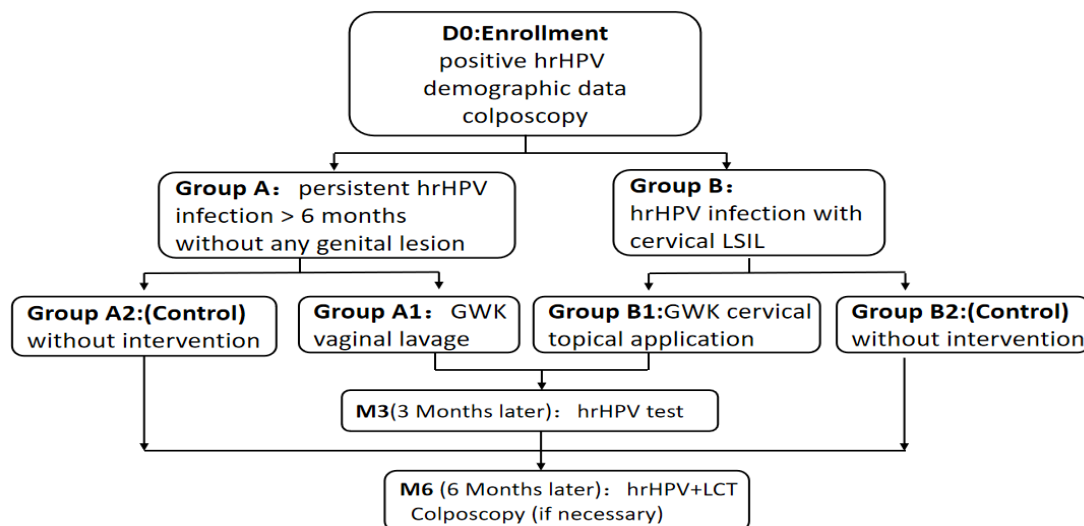 D0:Enrollment
positive hrHPV
demographic data
colposcopy
Group A：persistent hrHPV
infection > 6 months
without any genital lesion
Group B：
hrHPV infection with
cervical LSIL
Group A2:(Control)
without intervention
Group A1：GWK
vaginal lavage
Group B1:GWK cervical
topical application
Group B2:(Control)
without intervention
M3(3 Months later)：hrHPV test
M6 (6 Months later)：hrHPV+LCT
Colposcopy (if necessary)